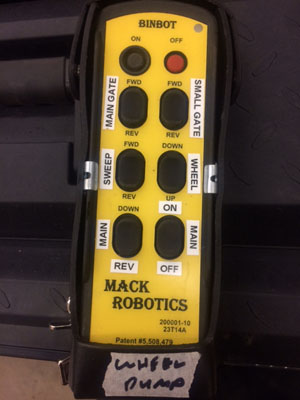 BINBOT
ON OFF
FWD FWD
MAIN GATE SMALL GATE
REV REV
FWD DOWN
SWEEP WHEEL
REV UP
DOWN ON
MAIN MAIN
REV OFF
MACK
ROBOTICS
200001-10
23T14A
Patent #5,508,479
WHEEL
DUMP